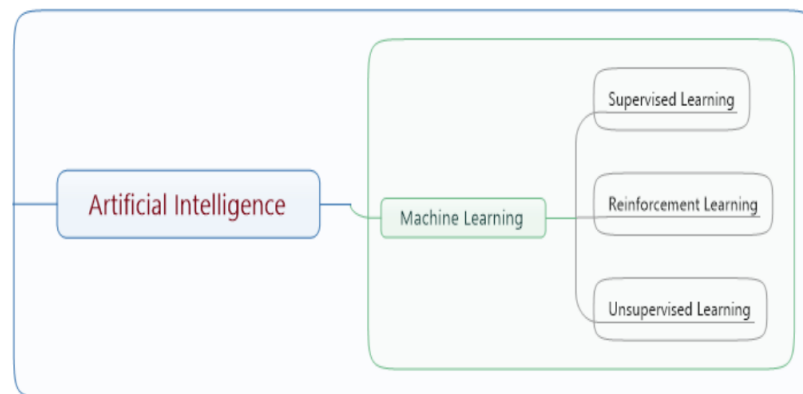 Artificial Intelligence
Machine Learning
Supervised Learning
Reinforcement Learning
Unsupervised Learning